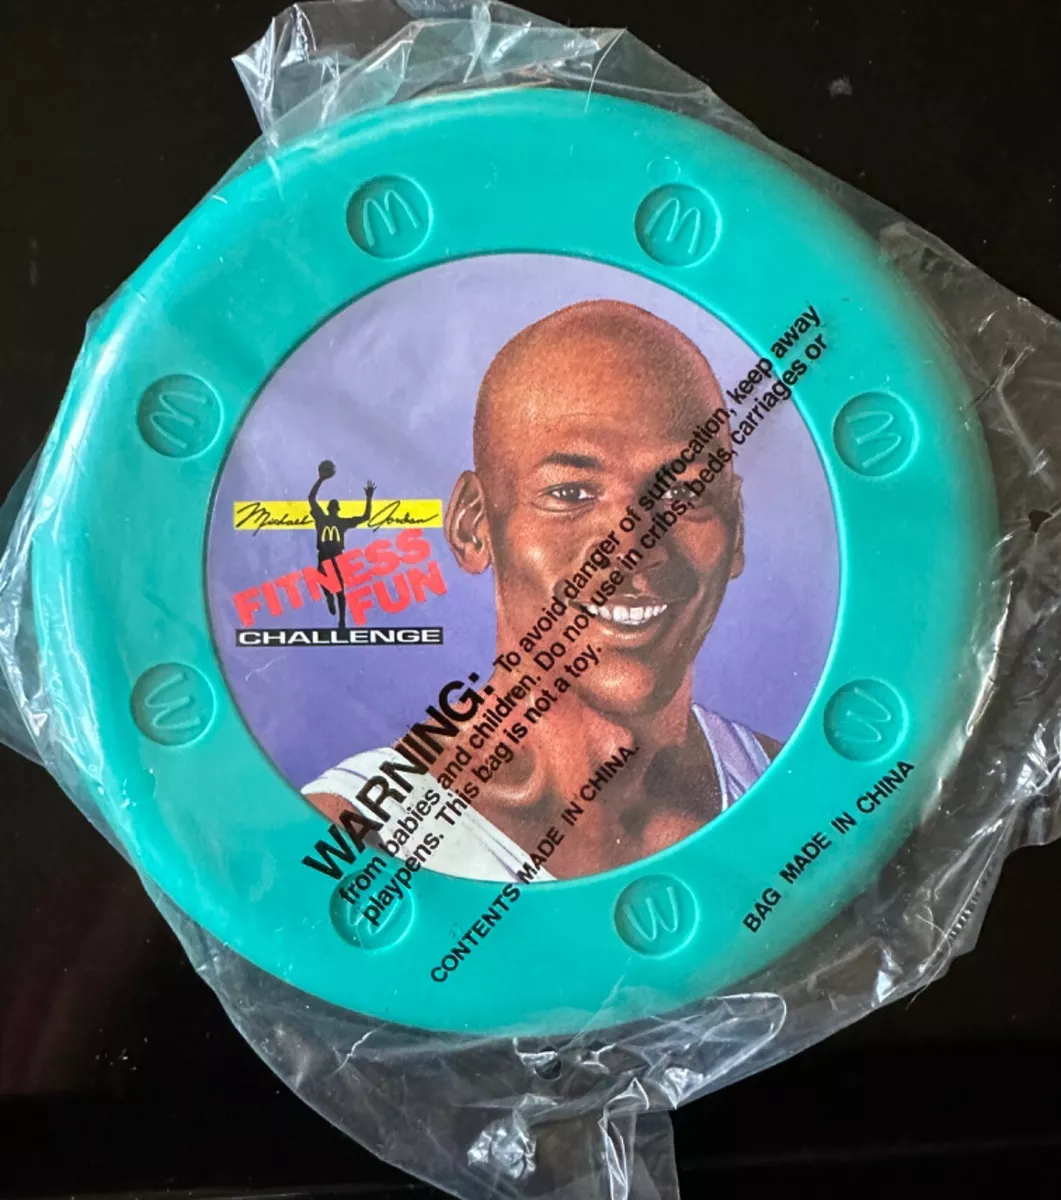 Michael Jordan
FITNESS
FUN
CHALLENGE
WARNING: To avoid danger of suffocation, keep away
from babies and children. Do not use in cribs, beds, carriages or
playpens. This bag is not a toy.
CONTENTS MADE IN CHINA.
BAG MADE IN CHINA